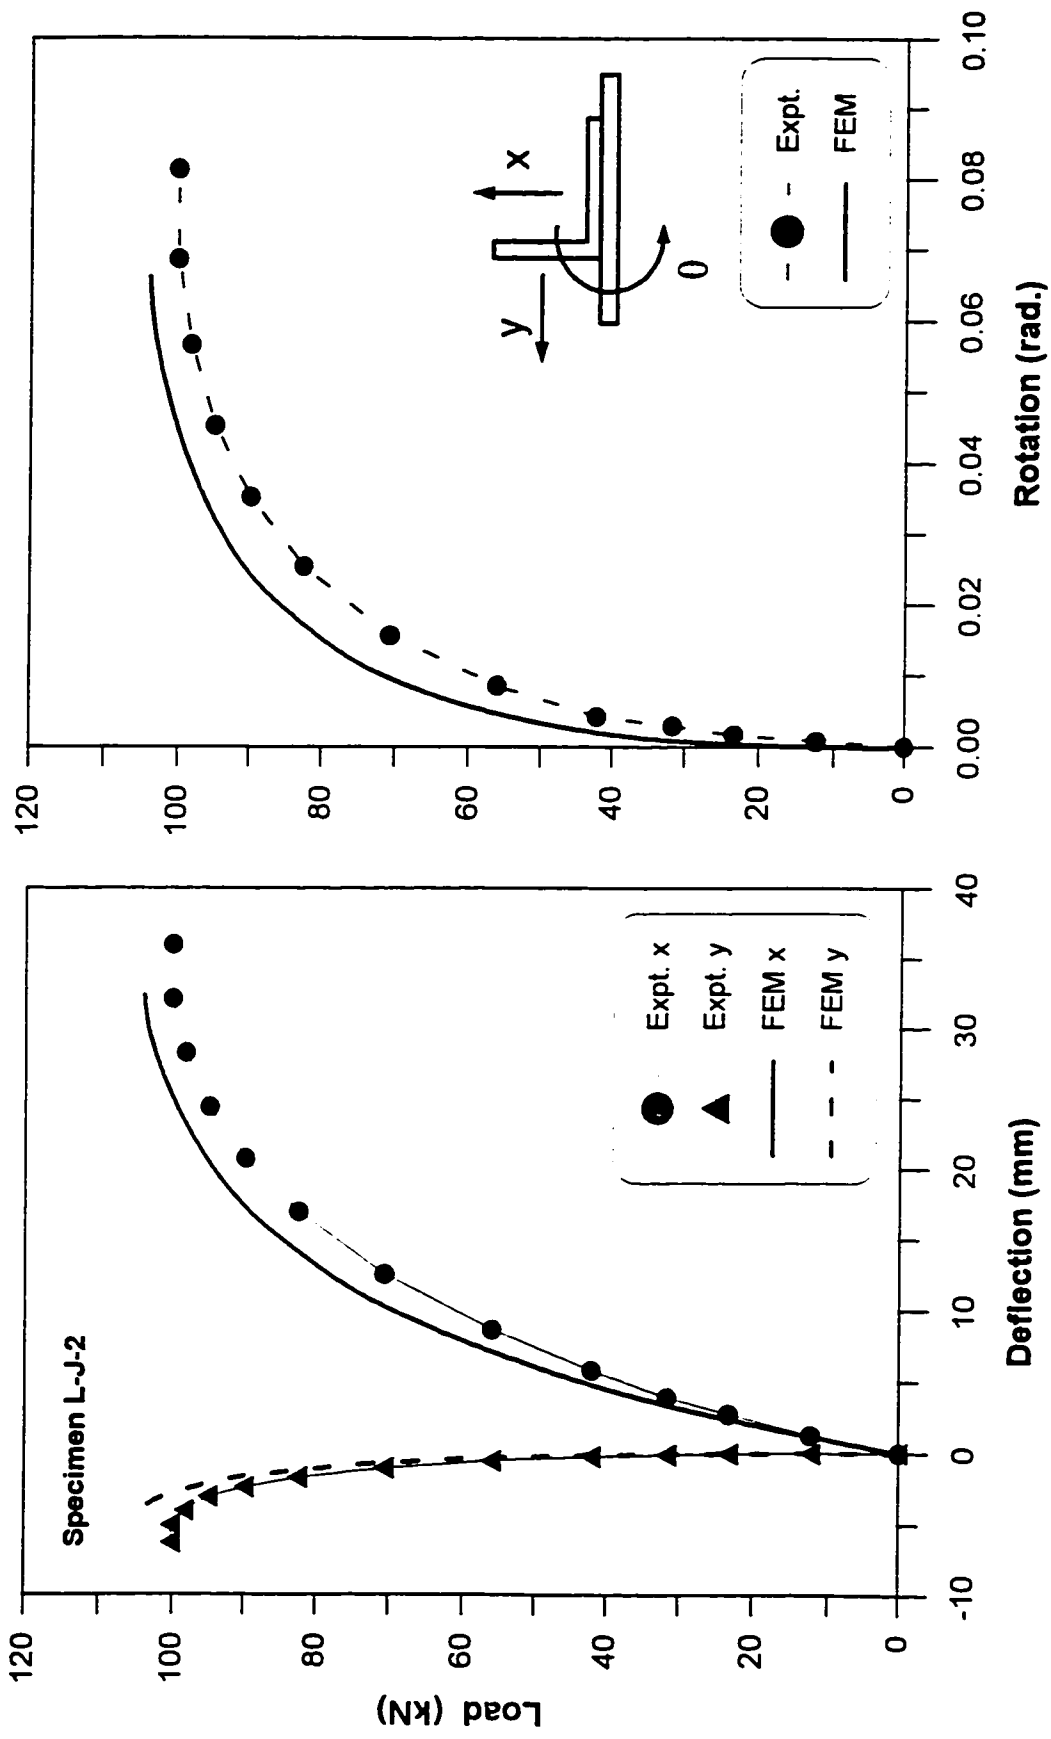 Specimen L-J-2
Load (kN)
120
100
80
60
40
20
0
-10
0
10
20
30
40
Deflection (mm)
Expt. x
Expt. y
FEM x
FEM y
120
100
80
60
40
20
0
0.00
0.02
0.04
0.06
0.08
0.10
Rotation (rad.)
x
y
θ
Expt.
FEM